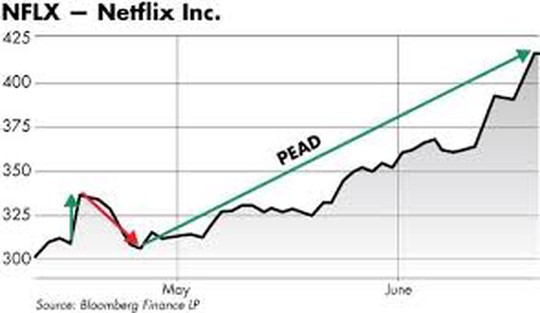 NFLX — Netflix Inc.
425
400
375
350
325
300
PEAD
May June
Source: Bloomberg Finance LP